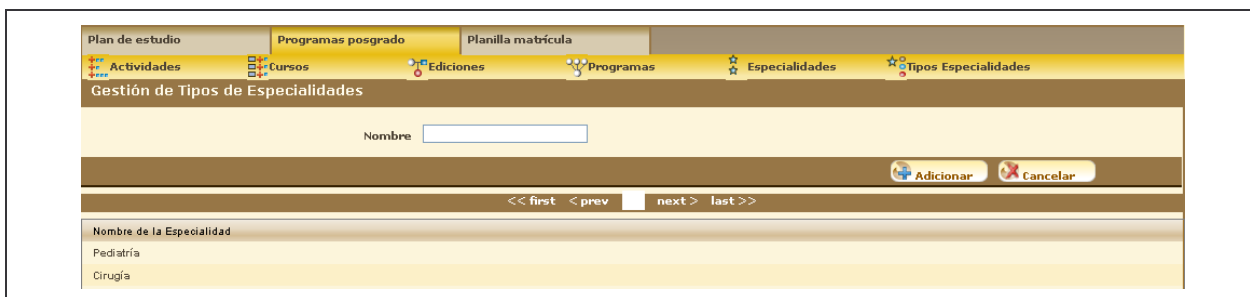 Plan de estudio Programas posgrado Planilla matrícula
Actividades Cursos Ediciones Programas Especialidades Tipos Especialidades
Gestión de Tipos de Especialidades
Nombre
Adicionar Cancelar
<< first < prev next > last >>
Nombre de la Especialidad
Pediatría
Cirugía